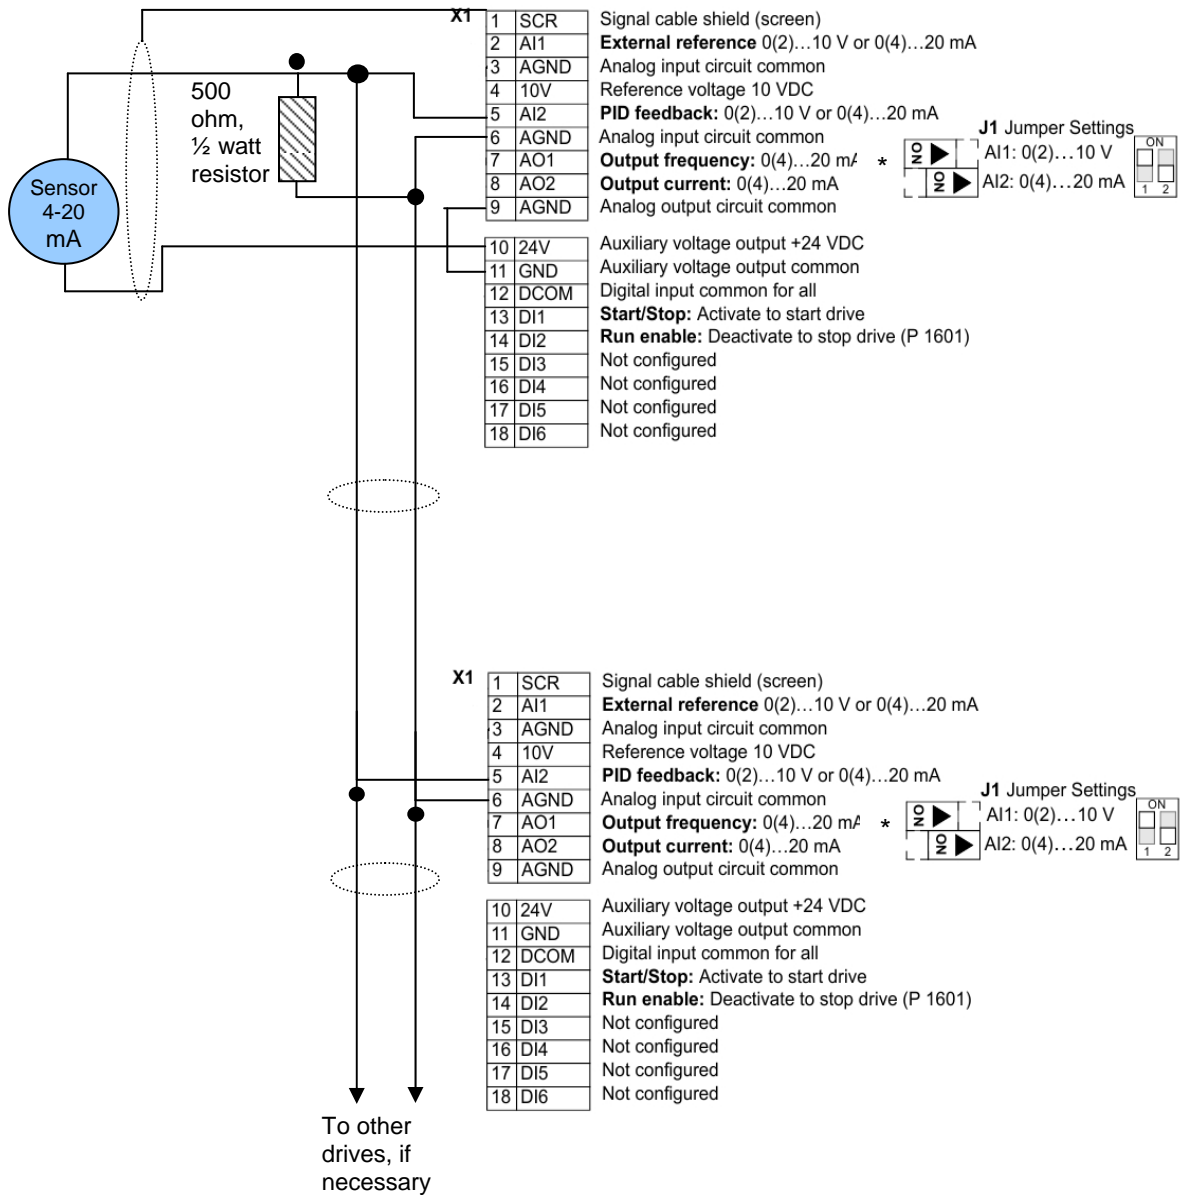 X1
1 SCR Signal cable shield (screen)
2 AI1 External reference 0(2)…10 V or 0(4)…20 mA
3 AGND Analog input circuit common
4 10V Reference voltage 10 VDC
5 AI2 PID feedback: 0(2)…10 V or 0(4)…20 mA
6 AGND Analog input circuit common
7 AO1 Output frequency: 0(4)…20 mA *
8 AO2 Output current: 0(4)…20 mA
9 AGND Analog output circuit common
J1 Jumper Settings
ON AI1: 0(2)…10 V
ON AI2: 0(4)…20 mA
ON
1 2
500
ohm,
½ watt
resistor
Sensor
4-20
mA
10 24V Auxiliary voltage output +24 VDC
11 GND Auxiliary voltage output common
12 DCOM Digital input common for all
13 DI1 Start/Stop: Activate to start drive
14 DI2 Run enable: Deactivate to stop drive (P 1601)
15 DI3 Not configured
16 DI4 Not configured
17 DI5 Not configured
18 DI6 Not configured
X1
1 SCR Signal cable shield (screen)
2 AI1 External reference 0(2)…10 V or 0(4)…20 mA
3 AGND Analog input circuit common
4 10V Reference voltage 10 VDC
5 AI2 PID feedback: 0(2)…10 V or 0(4)…20 mA
6 AGND Analog input circuit common
7 AO1 Output frequency: 0(4)…20 mA *
8 AO2 Output current: 0(4)…20 mA
9 AGND Analog output circuit common
J1 Jumper Settings
ON AI1: 0(2)…10 V
ON AI2: 0(4)…20 mA
ON
1 2
10 24V Auxiliary voltage output +24 VDC
11 GND Auxiliary voltage output common
12 DCOM Digital input common for all
13 DI1 Start/Stop: Activate to start drive
14 DI2 Run enable: Deactivate to stop drive (P 1601)
15 DI3 Not configured
16 DI4 Not configured
17 DI5 Not configured
18 DI6 Not configured
To other
drives, if
necessary